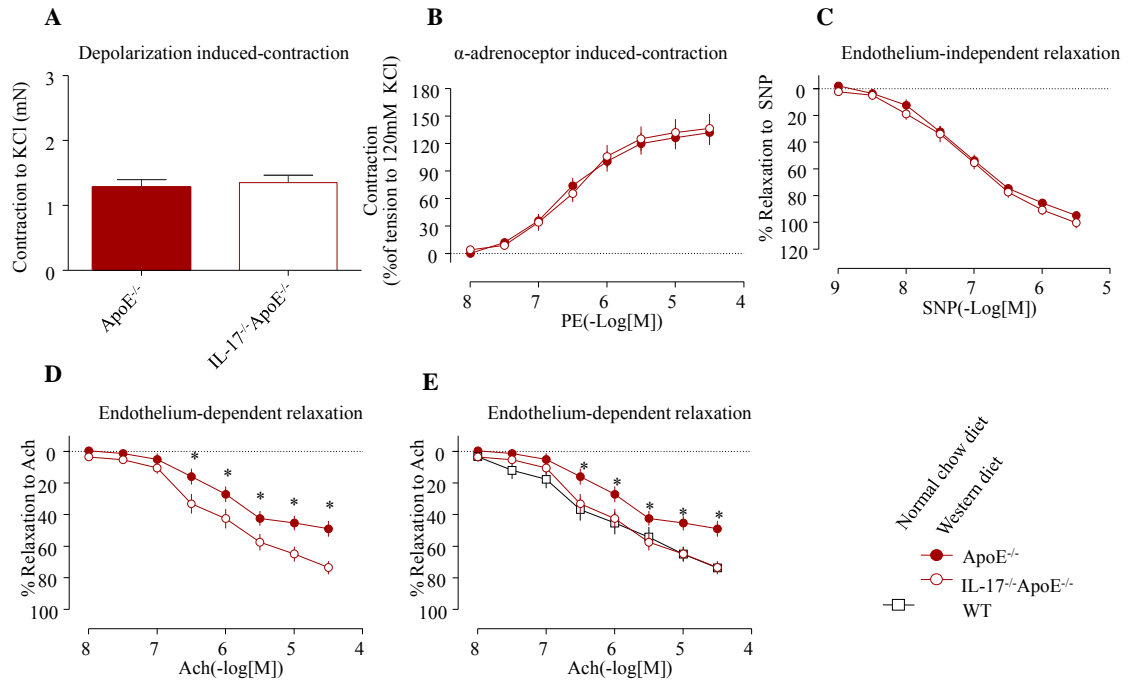 A
Depolarization induced-contraction
Contraction to KCl (mN)
3
2
1
0
ApoE-/-
IL-17-/-ApoE-/-
B
α-adrenoceptor induced-contraction
Contraction
(%of tension to 120mM KCl)
180
150
120
90
60
30
0
8 7 6 5 4
PE(-Log[M])
C
Endothelium-independent relaxation
% Relaxation to SNP
0
20
40
60
80
100
120
9 8 7 6 5
SNP(-Log[M])
D
Endothelium-dependent relaxation
% Relaxation to Ach
0
20
40
60
80
100
* * * * *
8 7 6 5 4
Ach(-log[M])
E
Endothelium-dependent relaxation
% Relaxation to Ach
0
20
40
60
80
100
* * * * *
8 7 6 5 4
Ach(-log[M])
Normal chow diet
Western diet
ApoE-/-
IL-17-/-ApoE-/-
WT